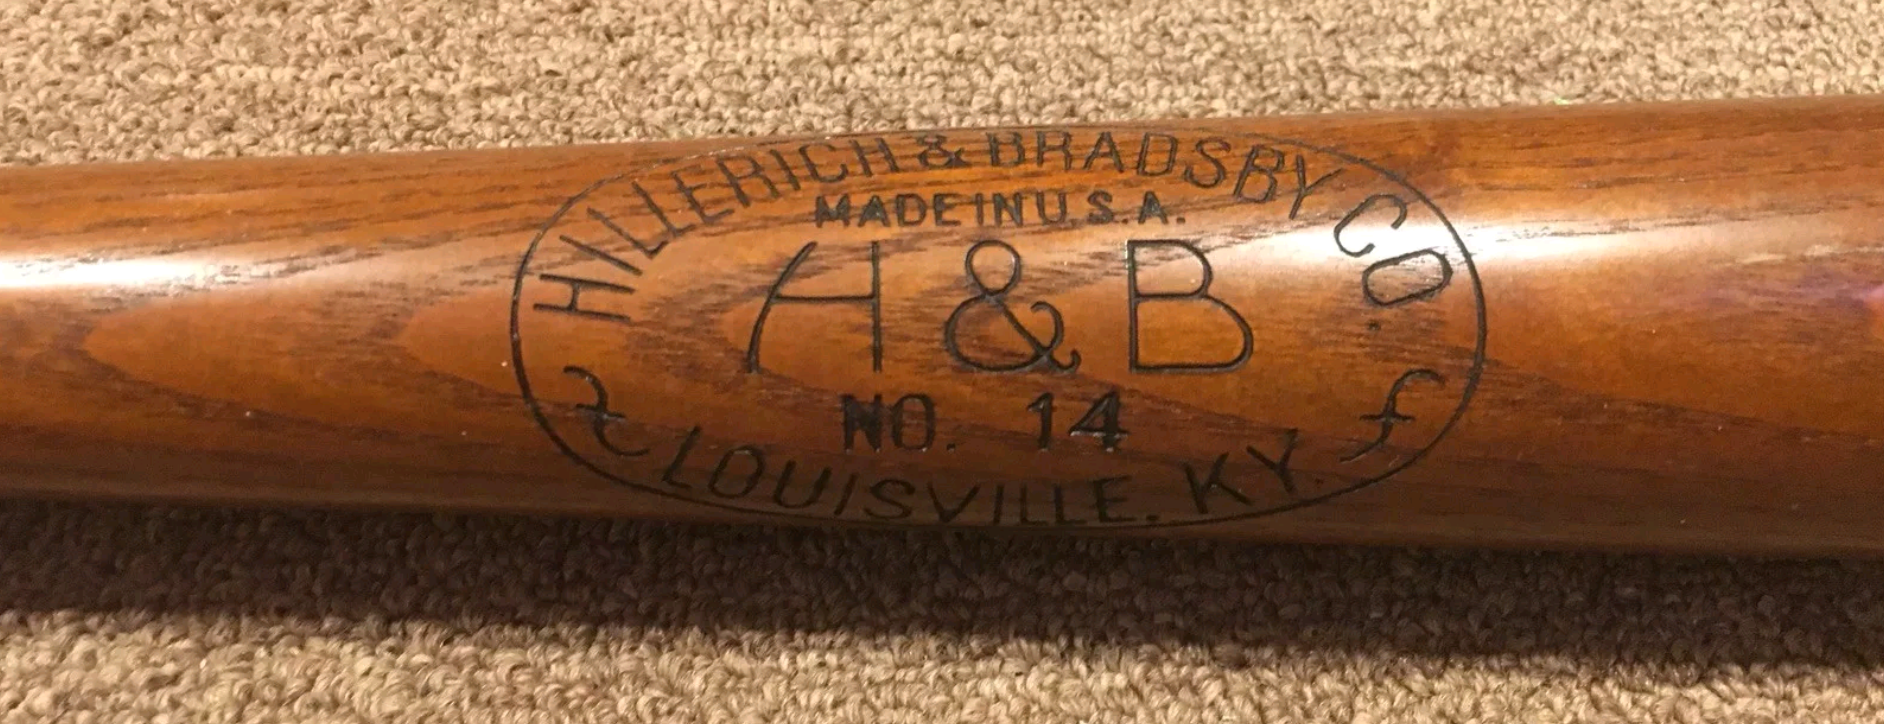 HILLERICH & BRADSBY CO.
MADE IN U.S.A.
H & B
NO. 14
LOUISVILLE. KY.